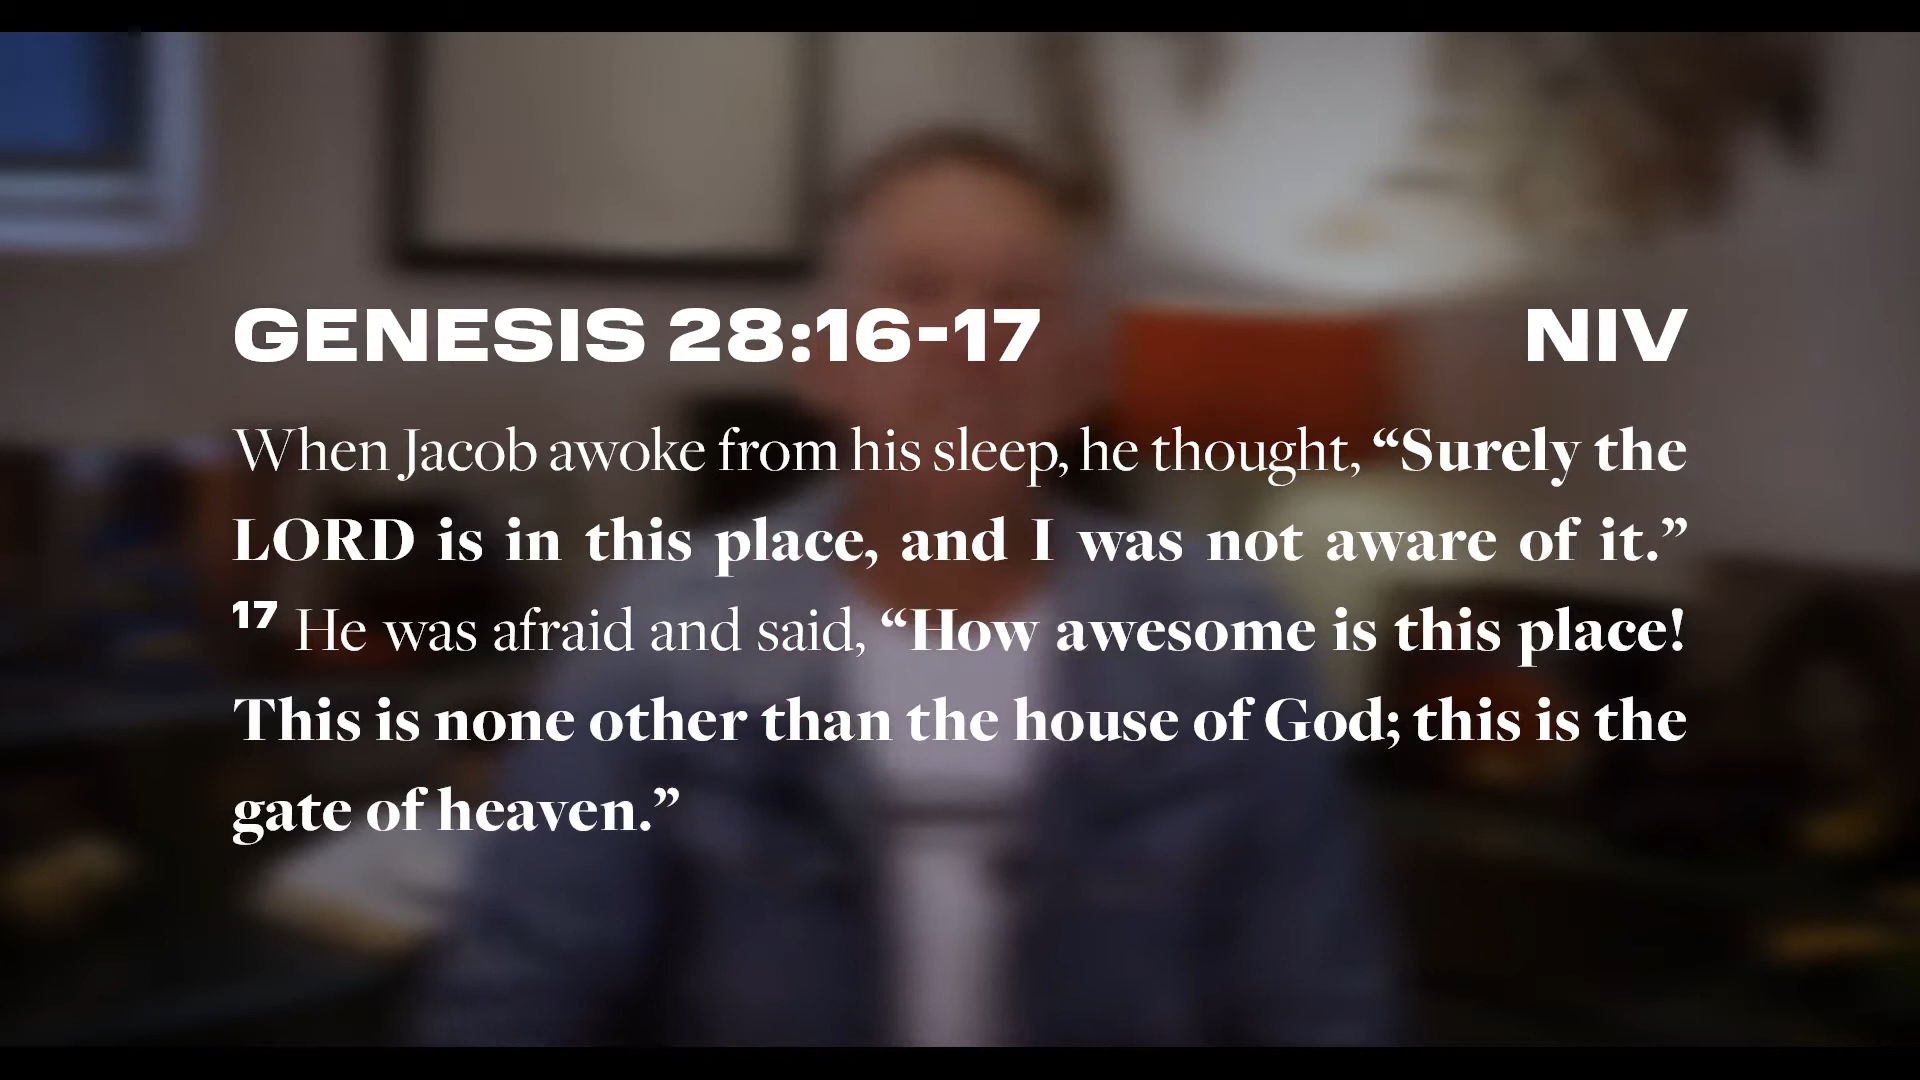 GENESIS 28:16-17 NIV
When Jacob awoke from his sleep, he thought, “Surely the
LORD is in this place, and I was not aware of it.”
17 He was afraid and said, “How awesome is this place!
This is none other than the house of God; this is the
gate of heaven.”